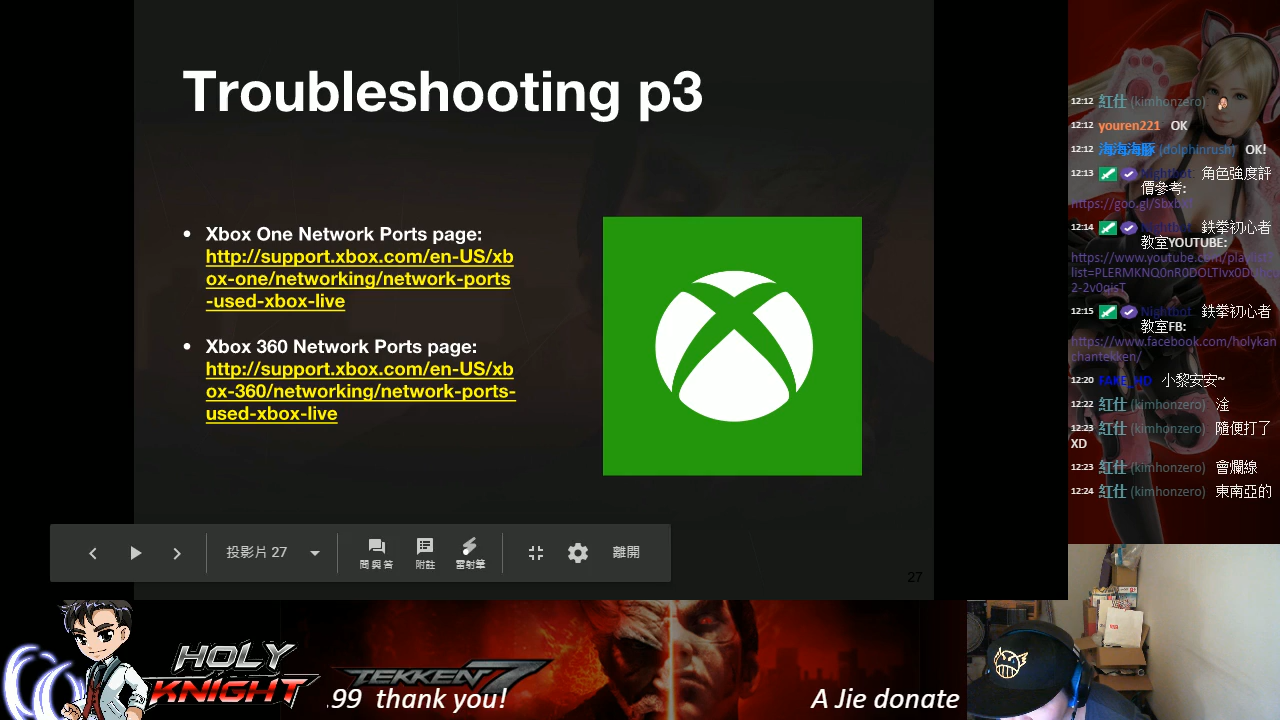 Troubleshooting p3
• Xbox One Network Ports page:
http://support.xbox.com/en-US/xb
ox-one/networking/network-ports
-used-xbox-live
• Xbox 360 Network Ports page:
http://support.xbox.com/en-US/xb
ox-360/networking/network-ports-
used-xbox-live
27
投影片 27
問與答
附註
雷射筆
離開
12:12 紅仕 (kimhonzero)
12:12 youren221 OK
12:12 海海海豚 (dolphinrush) OK!
12:13 Nightbot 角色強度評
價參考:
12:14 Nightbot 鉄拳初心者
教室YOUTUBE:
12:15 Nightbot 鉄拳初心者
教室FB:
https://www.facebook.com/holykan
chantekken/
12:20 FAKE_HD 小黎安安~
12:22 紅仕 (kimhonzero) 淦
12:23 紅仕 (kimhonzero) 隨便打了
XD
12:23 紅仕 (kimhonzero) 會爛線
12:24 紅仕 (kimhonzero) 東南亞的
HOLY
KNIGHT
TEKKEN 7
.99 thank you!
A Jie donate